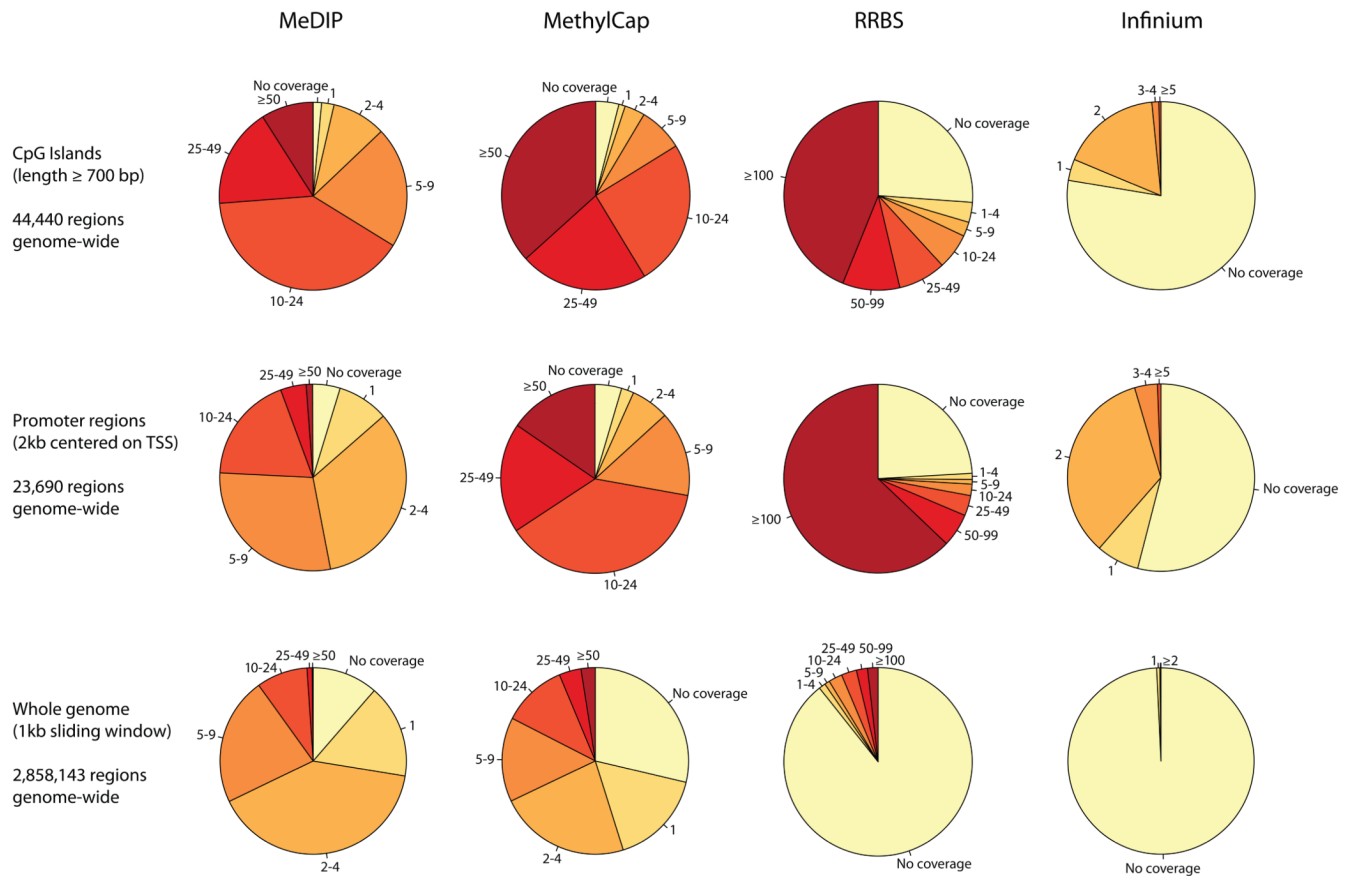 MeDIP
MethylCap
RRBS
Infinium
CpG Islands
(length ≥ 700 bp)
44,440 regions
genome-wide
No coverage
1
2-4
5-9
10-24
25-49
≥50
No coverage
1
2-4
5-9
10-24
25-49
≥50
No coverage
1-4
5-9
10-24
25-49
50-99
≥100
No coverage
1
2
3-4
≥5
Promoter regions
(2kb centered on TSS)
23,690 regions
genome-wide
No coverage
1
2-4
5-9
10-24
25-49
≥50
No coverage
1
2-4
5-9
10-24
25-49
≥50
No coverage
1-4
5-9
10-24
25-49
50-99
≥100
No coverage
1
2
3-4
≥5
Whole genome
(1kb sliding window)
2,858,143 regions
genome-wide
No coverage
1
2-4
5-9
10-24
25-49
≥50
No coverage
1
2-4
5-9
10-24
25-49
≥50
No coverage
1-4
5-9
10-24
25-49
50-99
≥100
No coverage
1
≥2